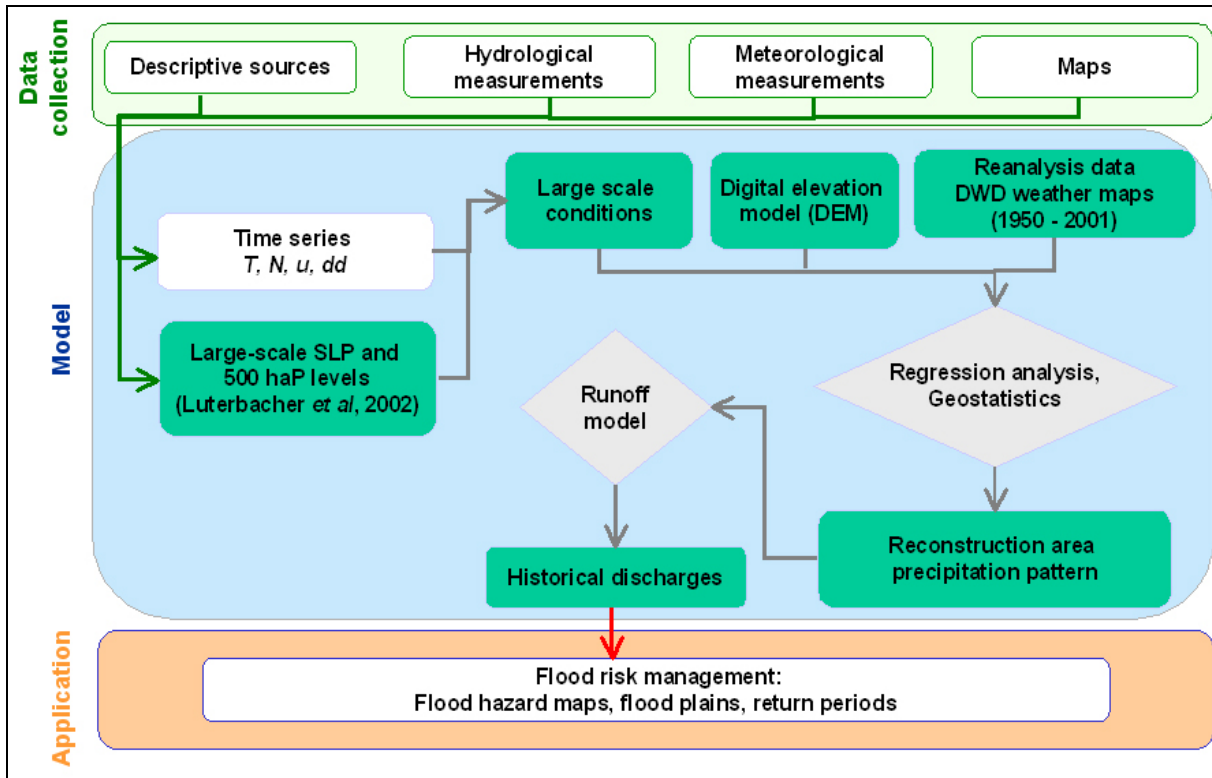 Data
collection
Descriptive sources
Hydrological
measurements
Meteorological
measurements
Maps
Model
Large scale
conditions
Digital elevation
model (DEM)
Reanalysis data
DWD weather maps
(1950 - 2001)
Time series
T, N, u, dd
Large-scale SLP and
500 haP levels
(Luterbacher et al, 2002)
Regression analysis,
Geostatistics
Runoff
model
Reconstruction area
precipitation pattern
Historical discharges
Application
Flood risk management:
Flood hazard maps, flood plains, return periods